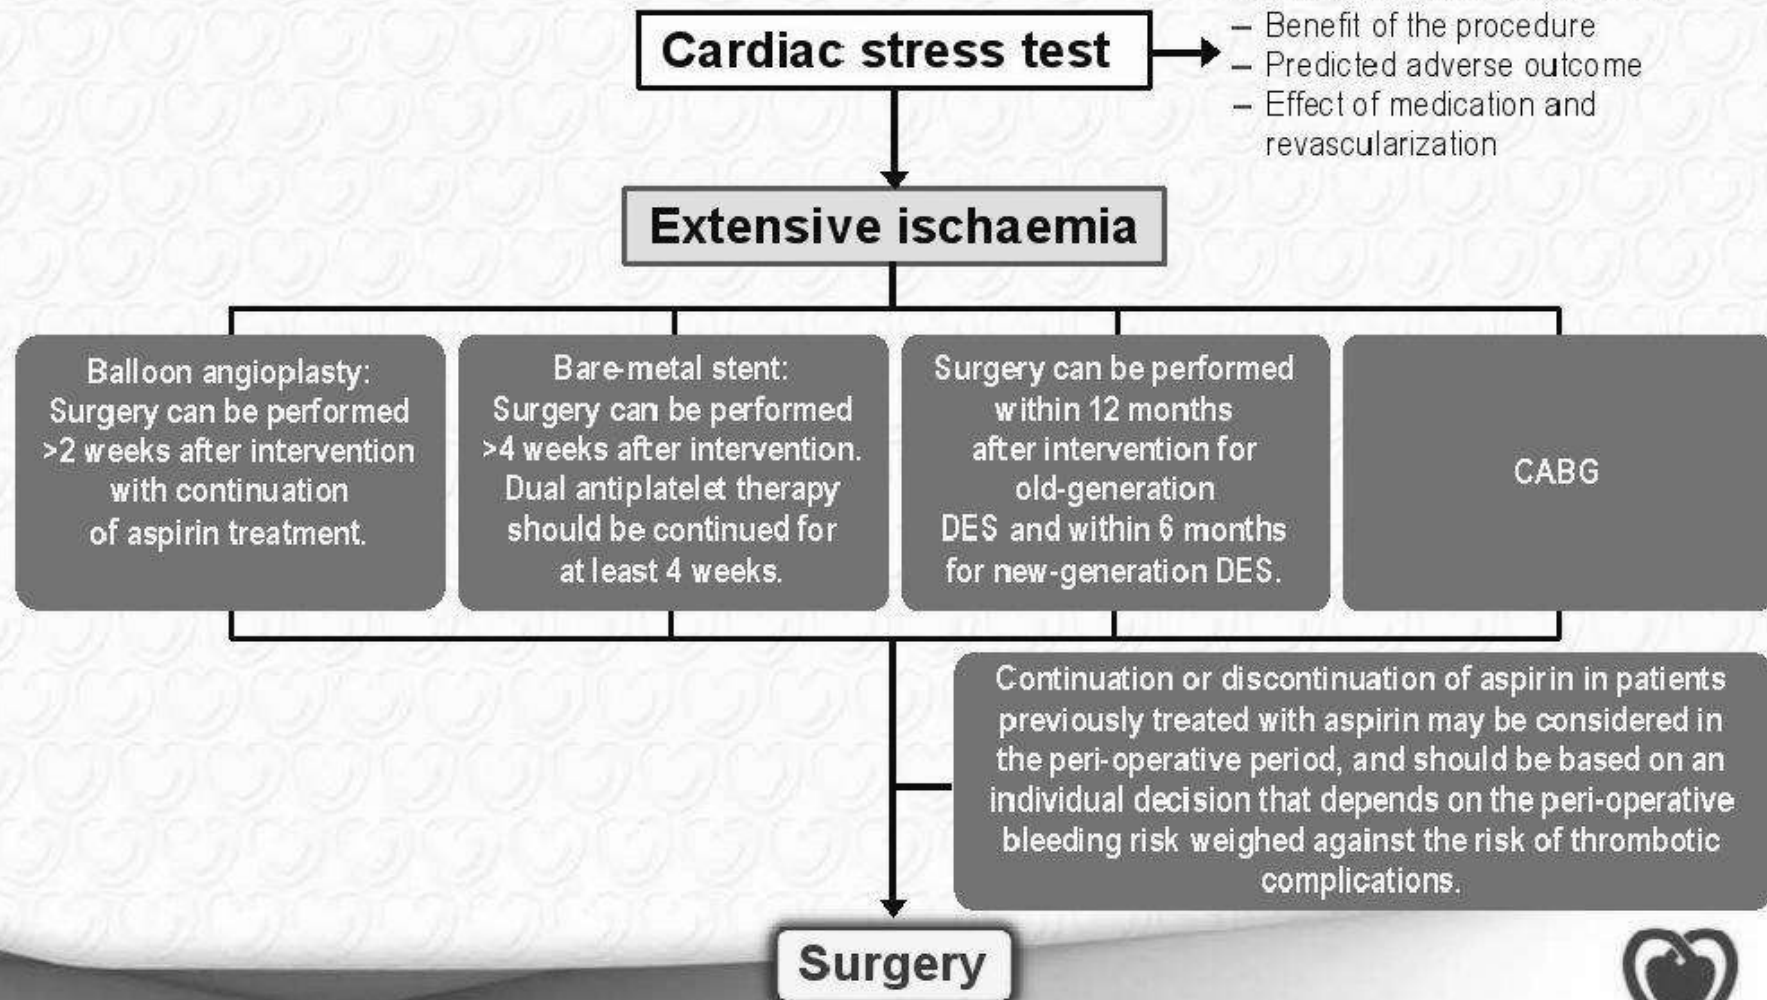 Cardiac stress test
– Benefit of the procedure
– Predicted adverse outcome
– Effect of medication and
revascularization
Extensive ischaemia
Balloon angioplasty:
Surgery can be performed
>2 weeks after intervention
with continuation
of aspirin treatment.
Bare-metal stent:
Surgery can be performed
>4 weeks after intervention.
Dual antiplatelet therapy
should be continued for
at least 4 weeks.
Surgery can be performed
within 12 months
after intervention for
old-generation
DES and within 6 months
for new-generation DES.
CABG
Continuation or discontinuation of aspirin in patients
previously treated with aspirin may be considered in
the peri-operative period, and should be based on an
individual decision that depends on the peri-operative
bleeding risk weighed against the risk of thrombotic
complications.
Surgery